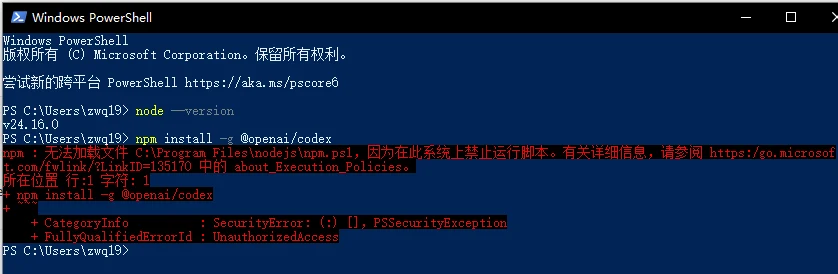 Windows PowerShell
Windows PowerShell
版权所有 (C) Microsoft Corporation。保留所有权利。
尝试新的跨平台 PowerShell https://aka.ms/pscore6
PS C:\Users\zwq19> node --version
v24.16.0
PS C:\Users\zwq19> npm install -g @openai/codex
npm : 无法加载文件 C:\Program Files\nodejs\npm.ps1，因为在此系统上禁止运行脚本。有关详细信息，请参阅 https:/go.microsof
t.com/fwlink/?LinkID=135170 中的 about_Execution_Policies。
所在位置 行:1 字符: 1
+ npm install -g @openai/codex
+ ~~~
+ CategoryInfo          : SecurityError: (:) []，PSSecurityException
+ FullyQualifiedErrorId : UnauthorizedAccess
PS C:\Users\zwq19>